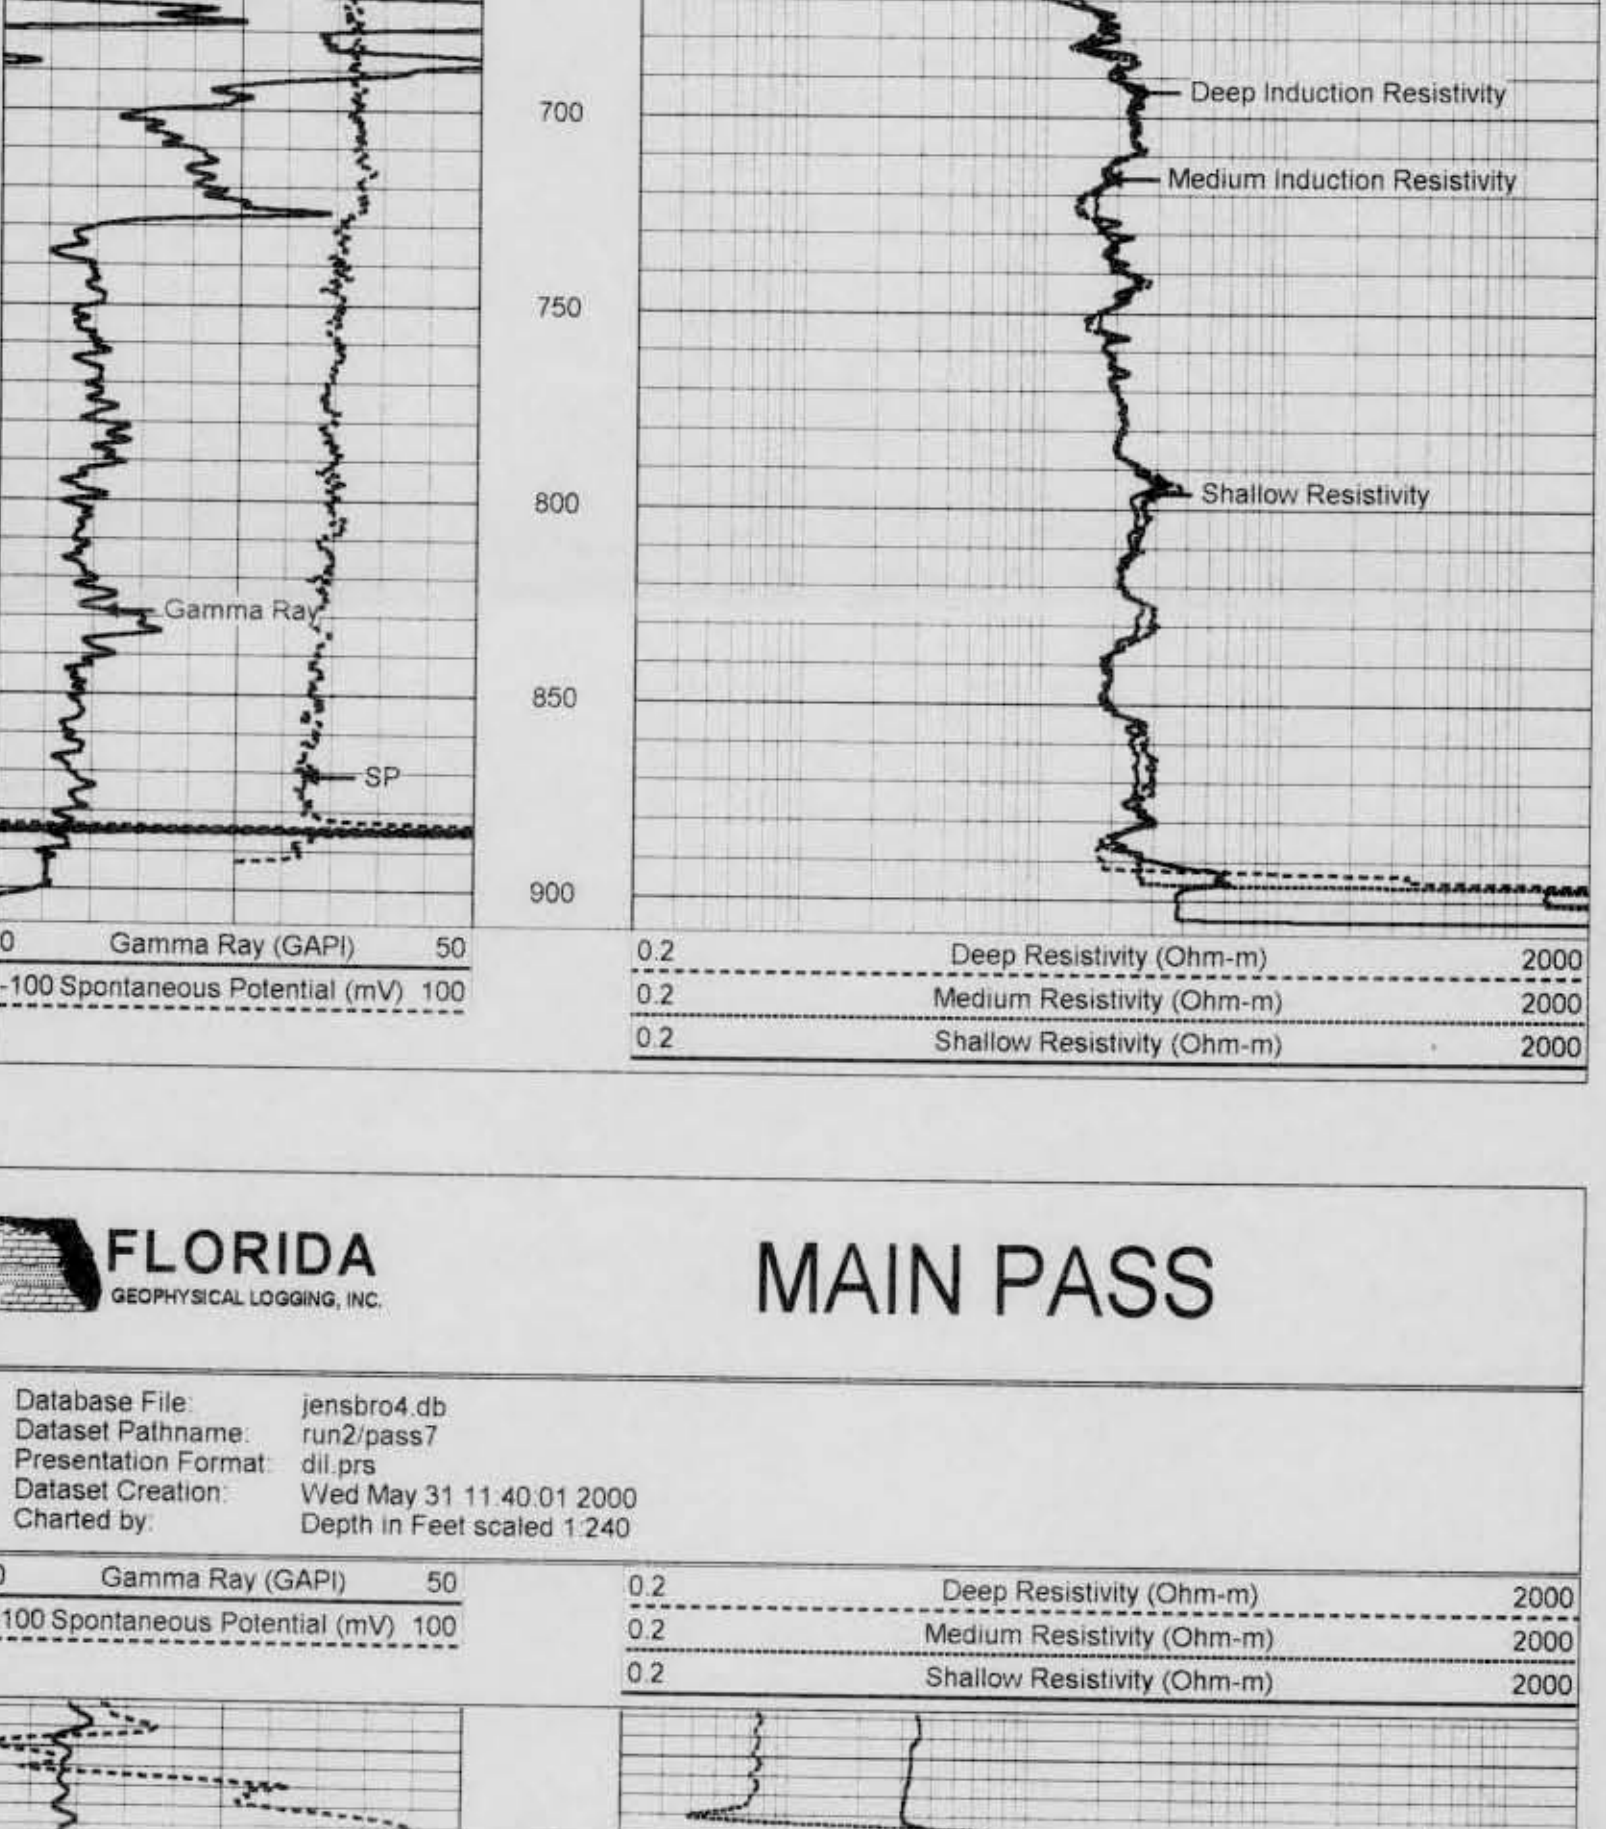 Deep Induction Resistivity
700
Medium Induction Resistivity
750
Shallow Resistivity
800
Gamma Ray
850
SP
900
0 Gamma Ray (GAPI) 50
-100 Spontaneous Potential (mV) 100
0.2 Deep Resistivity (Ohm-m) 2000
0.2 Medium Resistivity (Ohm-m) 2000
0.2 Shallow Resistivity (Ohm-m) 2000
FLORIDA
GEOPHYSICAL LOGGING, INC.
MAIN PASS
Database File: jensbro4.db
Dataset Pathname: run2/pass7
Presentation Format: dil.prs
Dataset Creation: Wed May 31 11:40:01 2000
Charted by: Depth in Feet scaled 1:240
Gamma Ray (GAPI) 50
100 Spontaneous Potential (mV) 100
0.2 Deep Resistivity (Ohm-m) 2000
0.2 Medium Resistivity (Ohm-m) 2000
0.2 Shallow Resistivity (Ohm-m) 2000